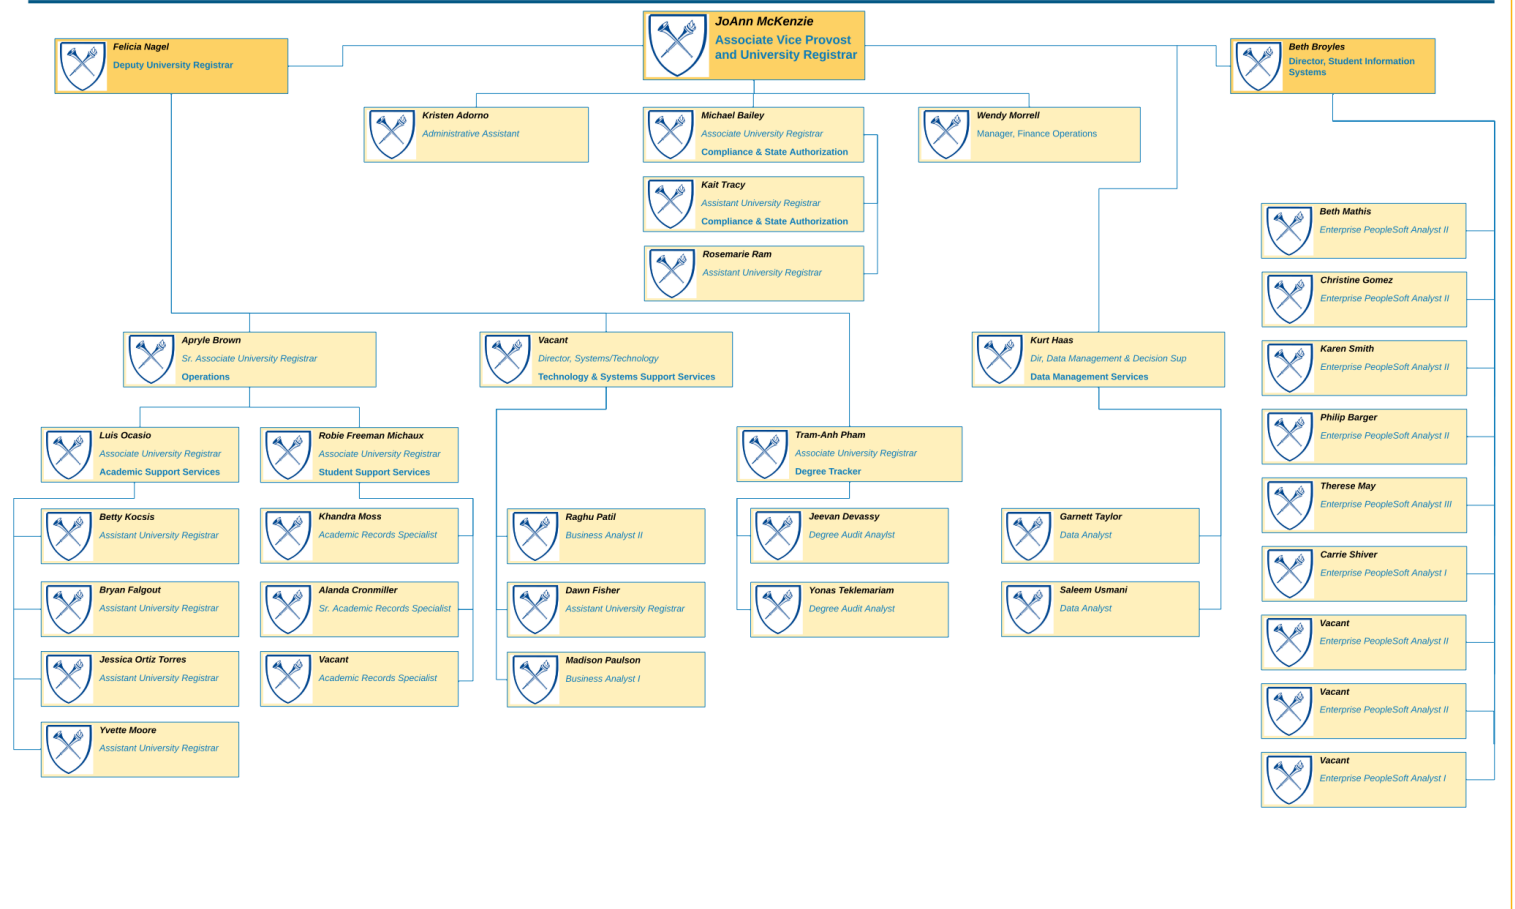 JoAnn McKenzie
Associate Vice Provost
and University Registrar
Felicia Nagel
Deputy University Registrar
Beth Broyles
Director, Student Information
Systems
Kristen Adorno
Administrative Assistant
Michael Bailey
Associate University Registrar
Compliance & State Authorization
Wendy Morrell
Manager, Finance Operations
Kait Tracy
Assistant University Registrar
Compliance & State Authorization
Rosemarie Ram
Assistant University Registrar
Apryle Brown
Sr. Associate University Registrar
Operations
Vacant
Director, Systems/Technology
Technology & Systems Support Services
Kurt Haas
Dir, Data Management & Decision Sup
Data Management Services
Luis Ocasio
Associate University Registrar
Academic Support Services
Robie Freeman Michaux
Associate University Registrar
Student Support Services
Tram-Anh Pham
Associate University Registrar
Degree Tracker
Betty Kocsis
Assistant University Registrar
Bryan Falgout
Assistant University Registrar
Jessica Ortiz Torres
Assistant University Registrar
Yvette Moore
Assistant University Registrar
Khandra Moss
Academic Records Specialist
Alanda Cronmiller
Sr. Academic Records Specialist
Vacant
Academic Records Specialist
Raghu Patil
Business Analyst II
Dawn Fisher
Assistant University Registrar
Madison Paulson
Business Analyst I
Jeevan Devassy
Degree Audit Anaylst
Yonas Teklemariam
Degree Audit Analyst
Garnett Taylor
Data Analyst
Saleem Usmani
Data Analyst
Beth Mathis
Enterprise PeopleSoft Analyst II
Christine Gomez
Enterprise PeopleSoft Analyst II
Karen Smith
Enterprise PeopleSoft Analyst II
Philip Barger
Enterprise PeopleSoft Analyst II
Therese May
Enterprise PeopleSoft Analyst III
Carrie Shiver
Enterprise PeopleSoft Analyst I
Vacant
Enterprise PeopleSoft Analyst II
Vacant
Enterprise PeopleSoft Analyst II
Vacant
Enterprise PeopleSoft Analyst I